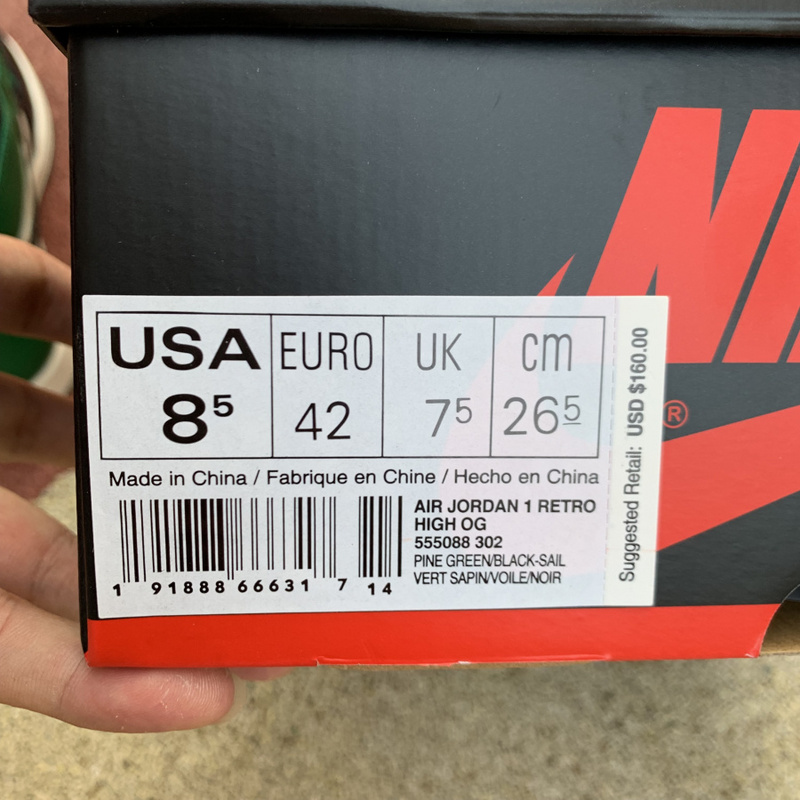 NI
®
USA EURO UK cm
8⁵ 42 7⁵ 26⁵
Suggested Retail: USD $160.00
Made in China / Fabrique en Chine / Hecho en China
AIR JORDAN 1 RETRO
HIGH OG
555088 302
PINE GREEN/BLACK-SAIL
VERT SAPIN/VOILE/NOIR
1 91888 66631 7 14